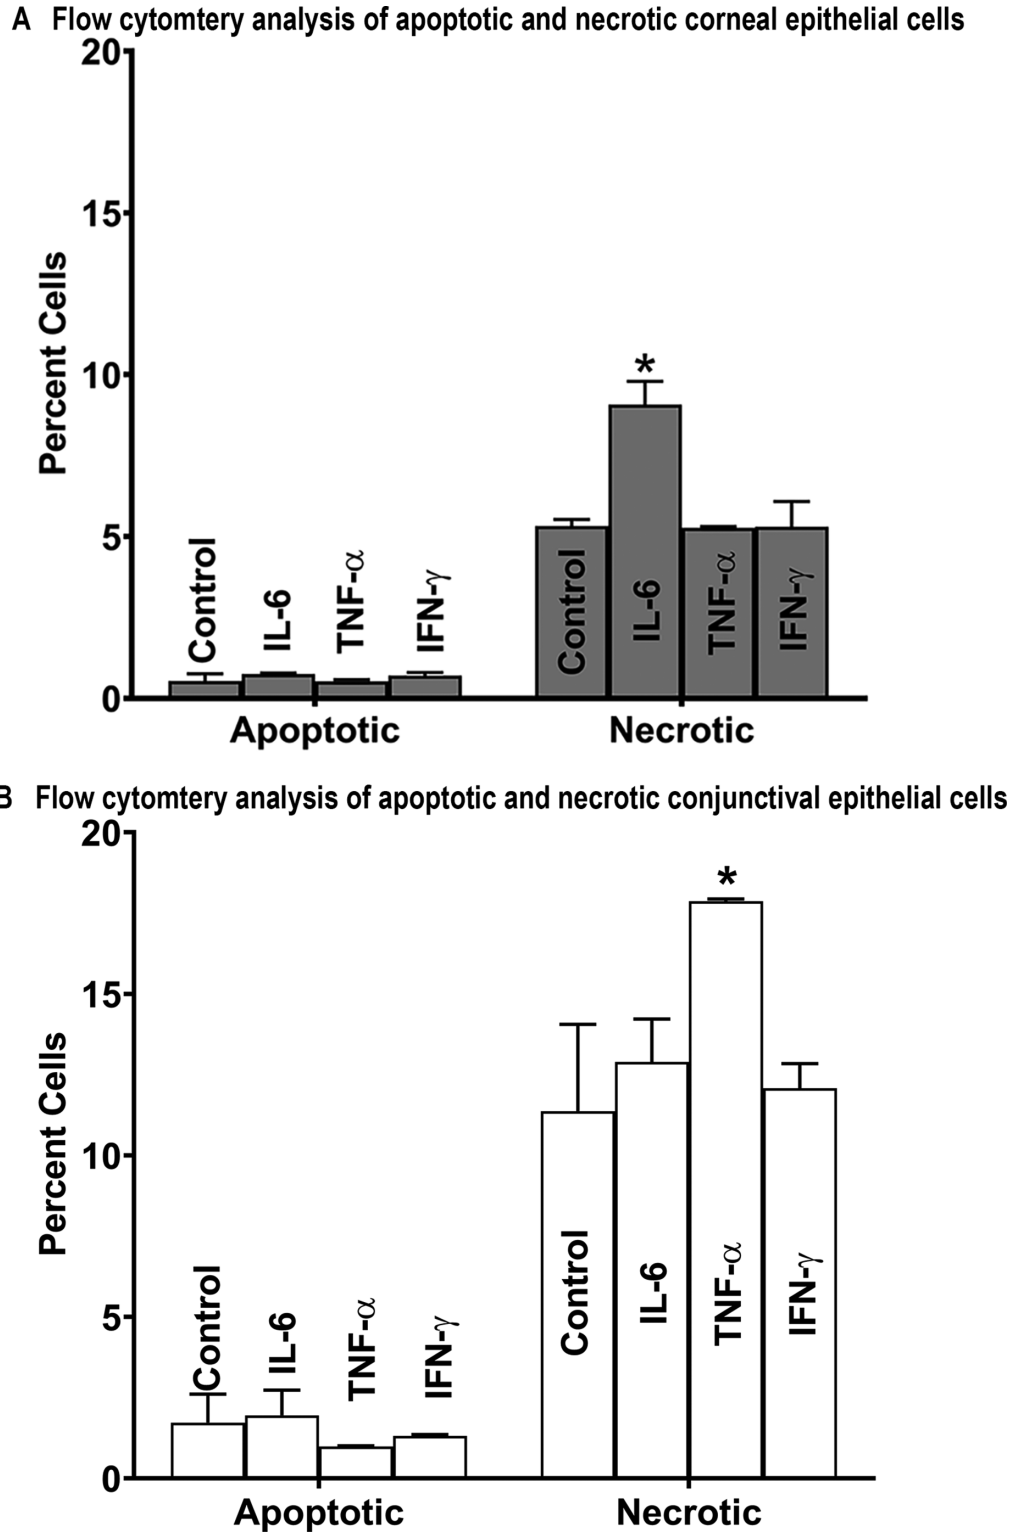 A Flow cytomtery analysis of apoptotic and necrotic corneal epithelial cells
20
15
10
5
0
Percent Cells
Control
IL-6
TNF-α
IFN-γ
*
Control
IL-6
TNF-α
IFN-γ
Apoptotic
Necrotic
B Flow cytomtery analysis of apoptotic and necrotic conjunctival epithelial cells
20
15
10
5
0
Percent Cells
Control
IL-6
TNF-α
IFN-γ
*
Control
IL-6
TNF-α
IFN-γ
Apoptotic
Necrotic